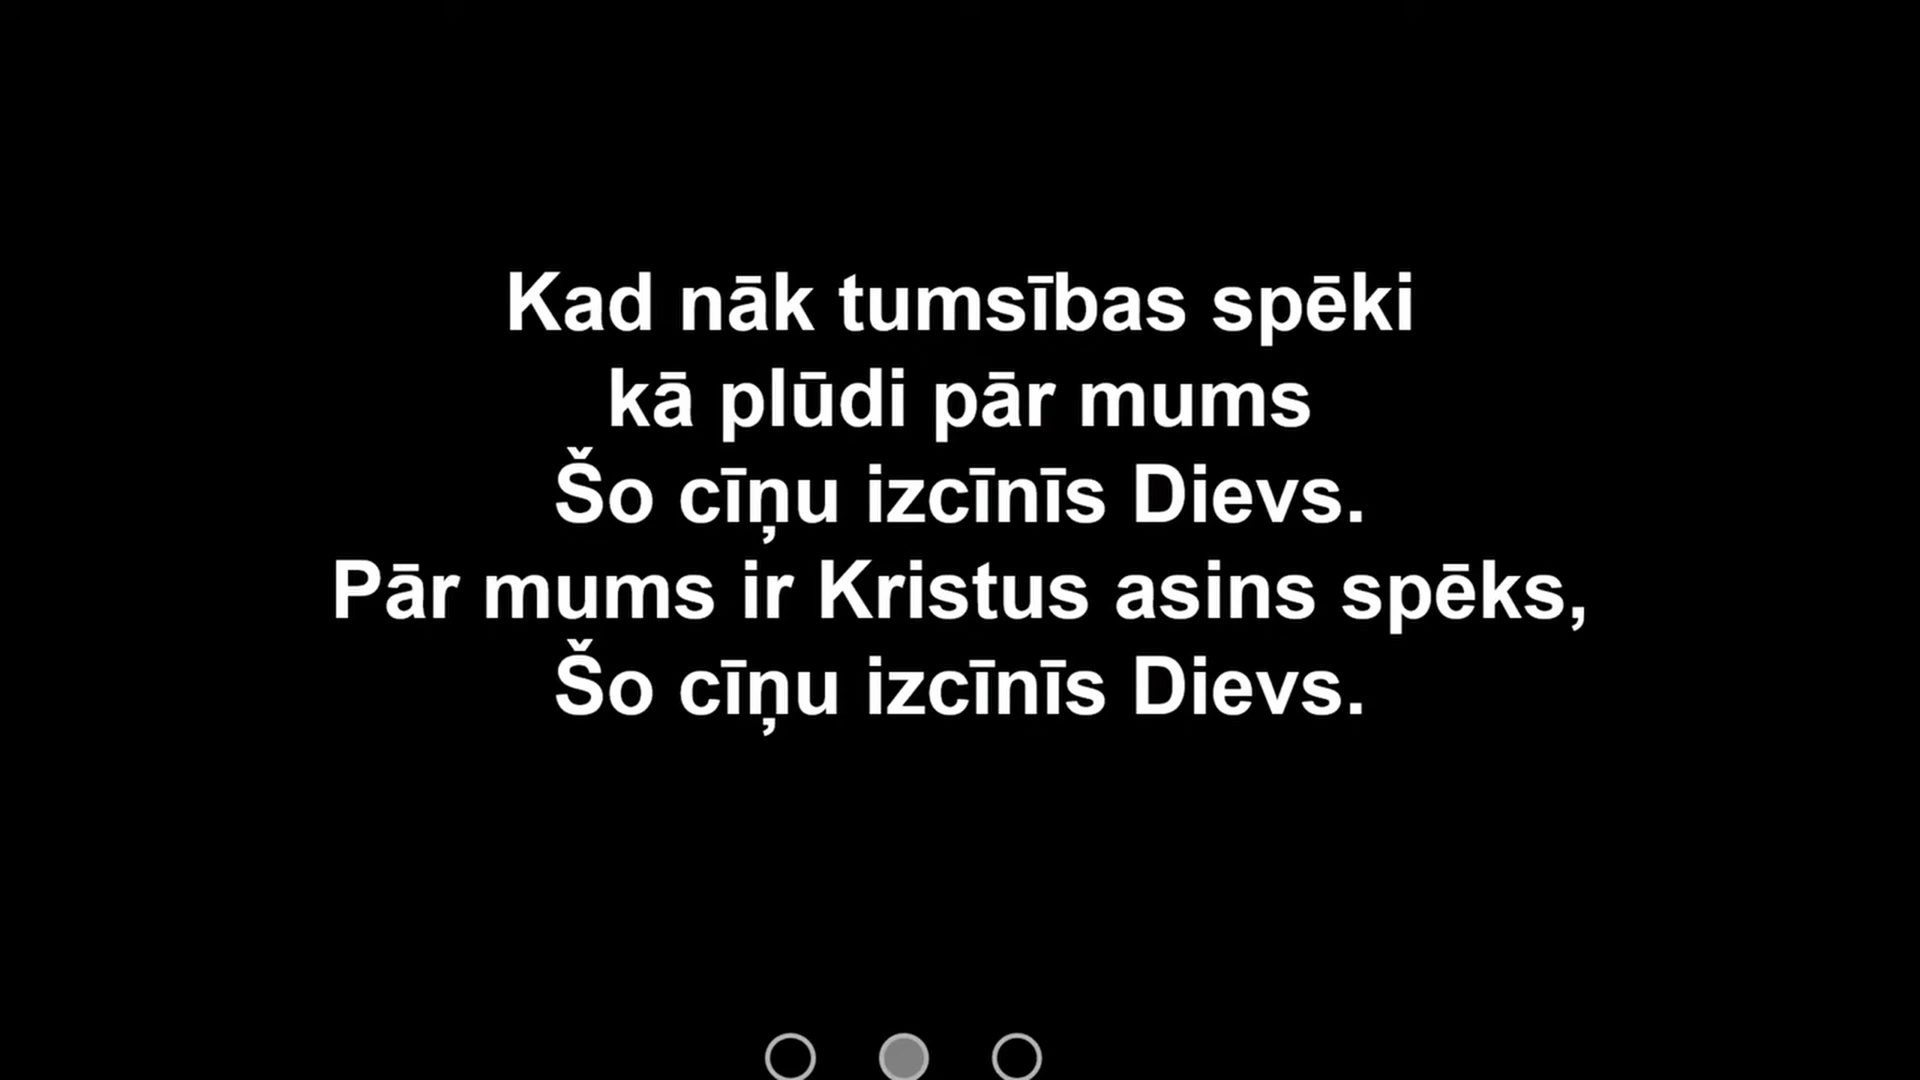 Kad nāk tumsības spēki
kā plūdi pār mums
Šo cīņu izcīnīs Dievs.
Pār mums ir Kristus asins spēks,
Šo cīņu izcīnīs Dievs.